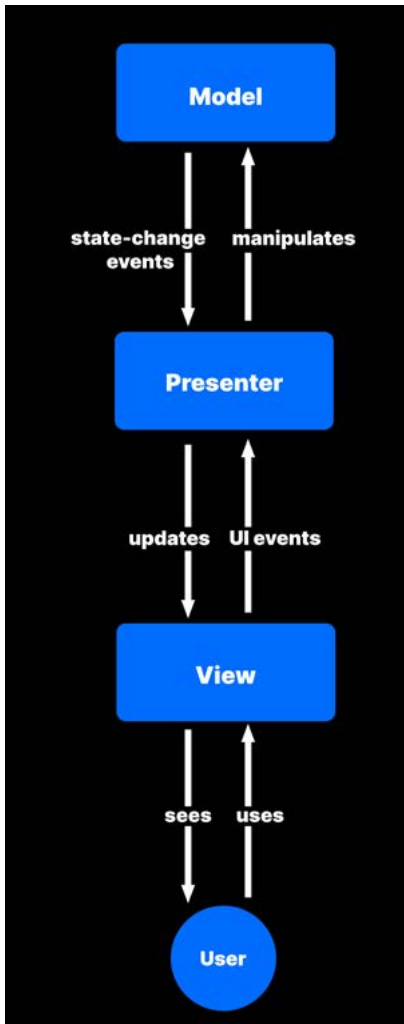 Model
state-change
events
manipulates
Presenter
updates
UI events
View
sees
uses
User